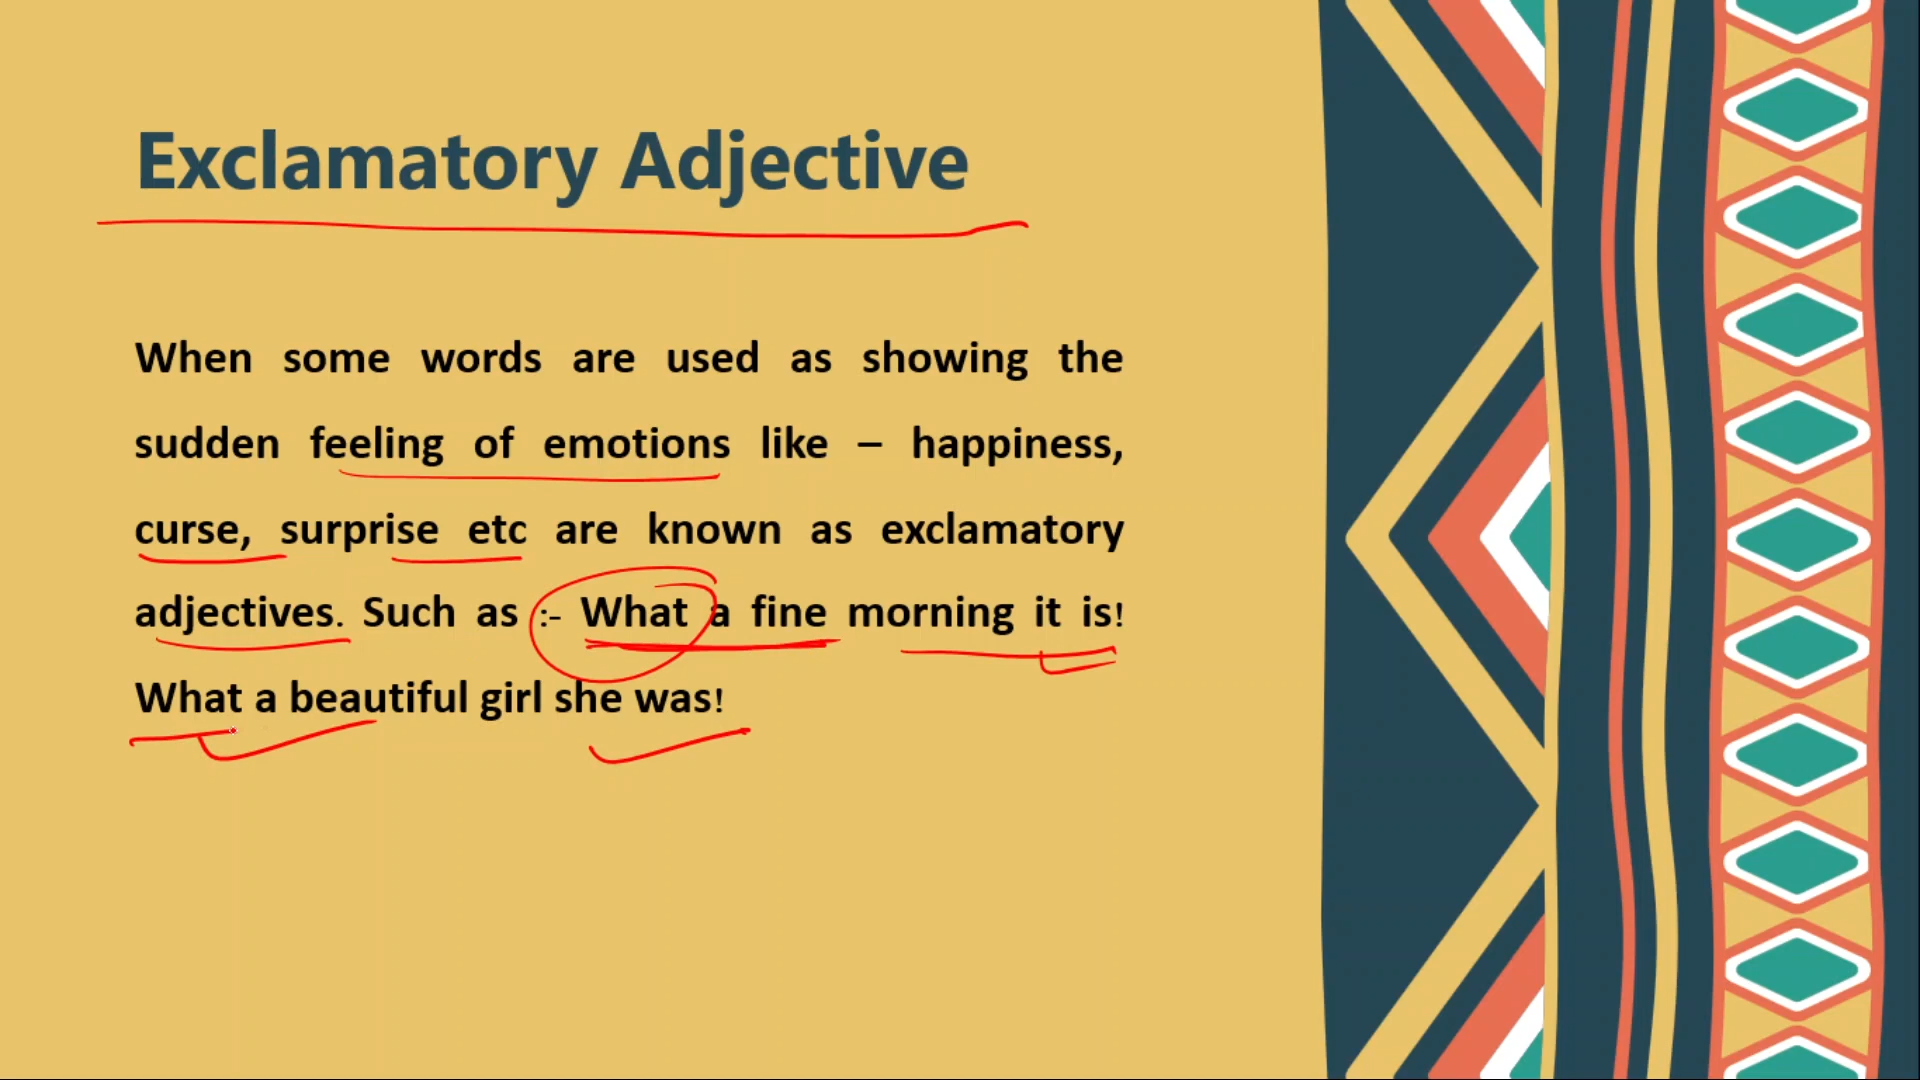 Exclamatory Adjective
When some words are used as showing the
sudden feeling of emotions like – happiness,
curse, surprise etc are known as exclamatory
adjectives. Such as :- What a fine morning it is!
What a beautiful girl she was!